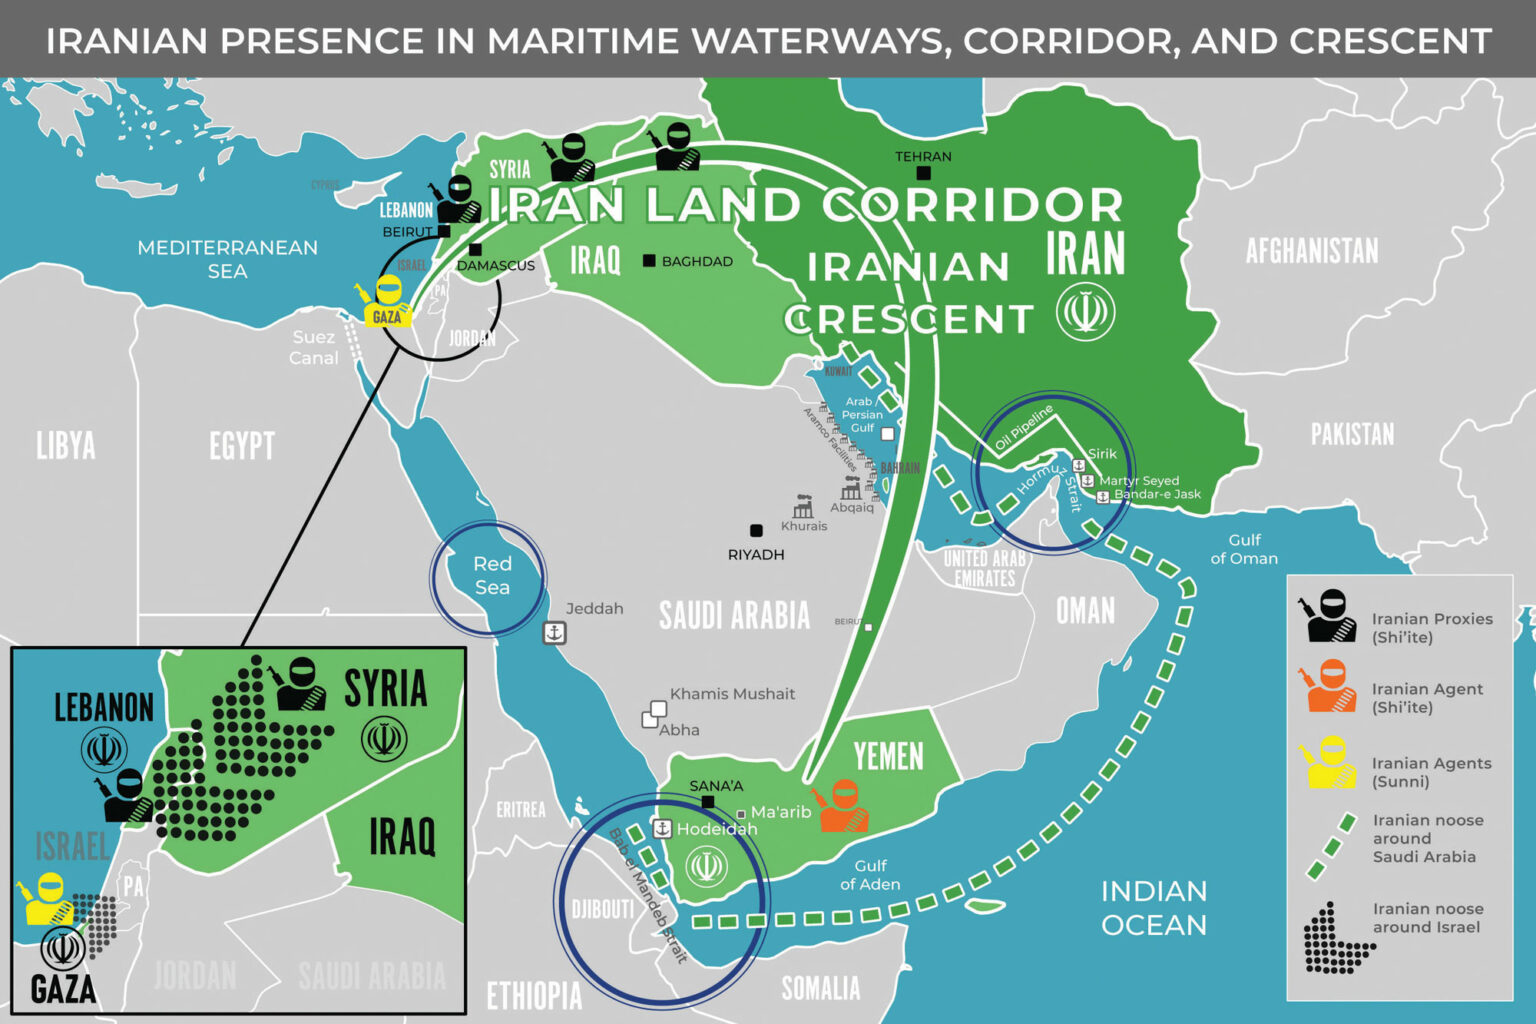 IRANIAN PRESENCE IN MARITIME WATERWAYS, CORRIDOR, AND CRESCENT
TEHRAN
SYRIA
CYPRUS
LEBANON
IRAN LAND CORRIDOR
BEIRUT
MEDITERRANEAN
SEA
ISRAEL
DAMASCUS
IRAQ
BAGHDAD
IRANIAN
CRESCENT
IRAN
AFGHANISTAN
PA
GAZA
JORDAN
Suez
Canal
KUWAIT
Arab /
Persian
Gulf
Aramco Facilities
BAHRAIN
Oil Pipeline
Sirik
Martyr Seyed
Bandar-e Jask
Hormuz
Strait
LIBYA
EGYPT
PAKISTAN
Abqaiq
Khurais
RIYADH
UNITED ARAB
EMIRATES
Gulf
of Oman
Red
Sea
Jeddah
SAUDI ARABIA
BEIRUT
OMAN
Khamis Mushait
Abha
YEMEN
SANA'A
Ma'arib
Hodeidah
ERITREA
Bab el Mandeb Strait
DJIBOUTI
Gulf
of Aden
INDIAN
OCEAN
ETHIOPIA
SOMALIA
LEBANON
SYRIA
ISRAEL
IRAQ
PA
GAZA
JORDAN
SAUDI ARABIA
Iranian Proxies
(Shi'ite)
Iranian Agent
(Shi'ite)
Iranian Agents
(Sunni)
Iranian noose
around
Saudi Arabia
Iranian noose
around Israel